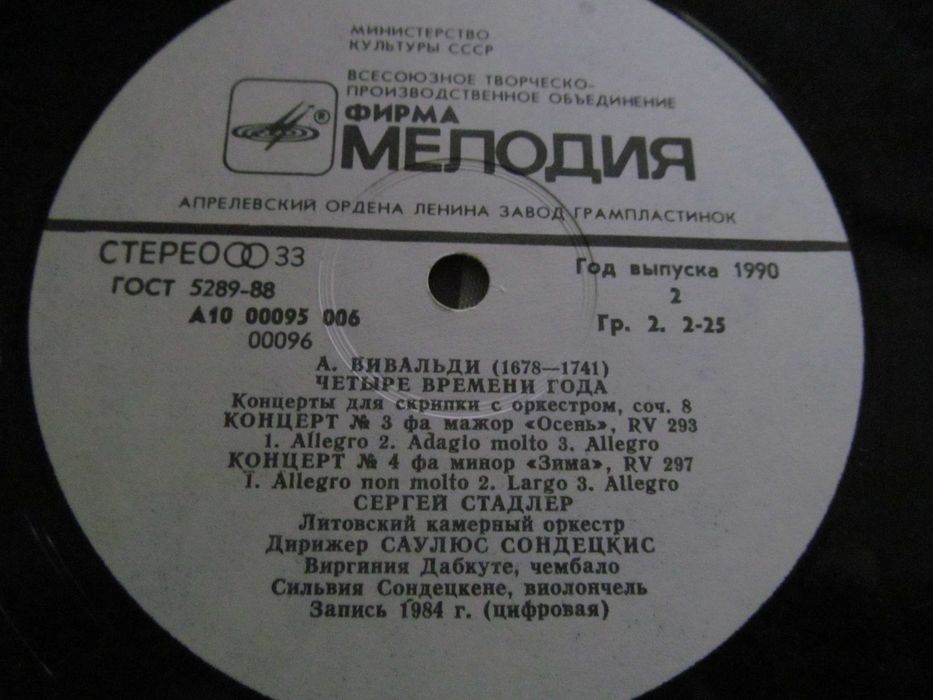 МИНИСТЕРСТВО
КУЛЬТУРЫ СССР
ВСЕСОЮЗНОЕ ТВОРЧЕСКО-
ПРОИЗВОДСТВЕННОЕ ОБЪЕДИНЕНИЕ
®
ФИРМА
МЕЛОДИЯ
АПРЕЛЕВСКИЙ ОРДЕНА ЛЕНИНА ЗАВОД ГРАМПЛАСТИНОК
СТЕРЕО 33
Год выпуска 1990
ГОСТ 5289-88
2
А10 00095 006
Гр. 2. 2-25
00096
А. ВИВАЛЬДИ (1678—1741)
ЧЕТЫРЕ ВРЕМЕНИ ГОДА
Концерты для скрипки с оркестром, соч. 8
КОНЦЕРТ № 3 фа мажор «Осень», RV 293
1. Allegro 2. Adagio molto 3. Allegro
КОНЦЕРТ № 4 фа минор «Зима», RV 297
1. Allegro non molto 2. Largo 3. Allegro
СЕРГЕЙ СТАДЛЕР
Литовский камерный оркестр
Дирижер САУЛЮС СОНДЕЦКИС
Виргиния Дабкуте, чембало
Сильвия Сондецкене, виолончель
Запись 1984 г. (цифровая)